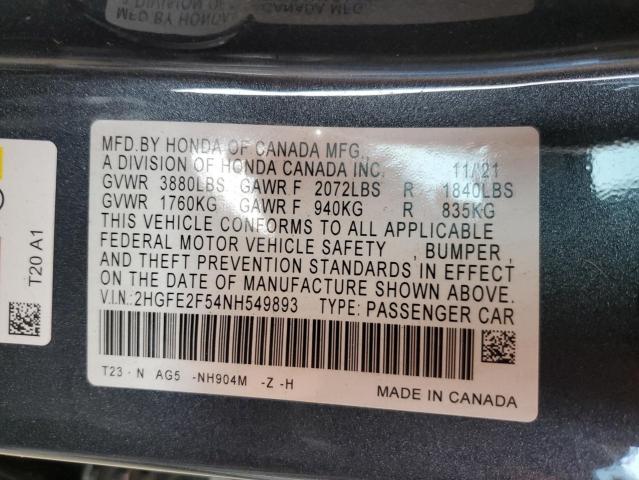 MFD.BY HONDA OF CANADA MFG.
A DIVISION OF HONDA CANADA INC. 11/21
GVWR 3880LBS GAWR F 2072LBS R 1840LBS
GVWR 1760KG GAWR F 940KG R 835KG
THIS VEHICLE CONFORMS TO ALL APPLICABLE
FEDERAL MOTOR VEHICLE SAFETY , BUMPER ,
AND THEFT PREVENTION STANDARDS IN EFFECT
ON THE DATE OF MANUFACTURE SHOWN ABOVE.
V.I.N.: 2HGFE2F54NH549893 TYPE: PASSENGER CAR
T23 - N AG5 -NH904M -Z -H
MADE IN CANADA
T20 A1